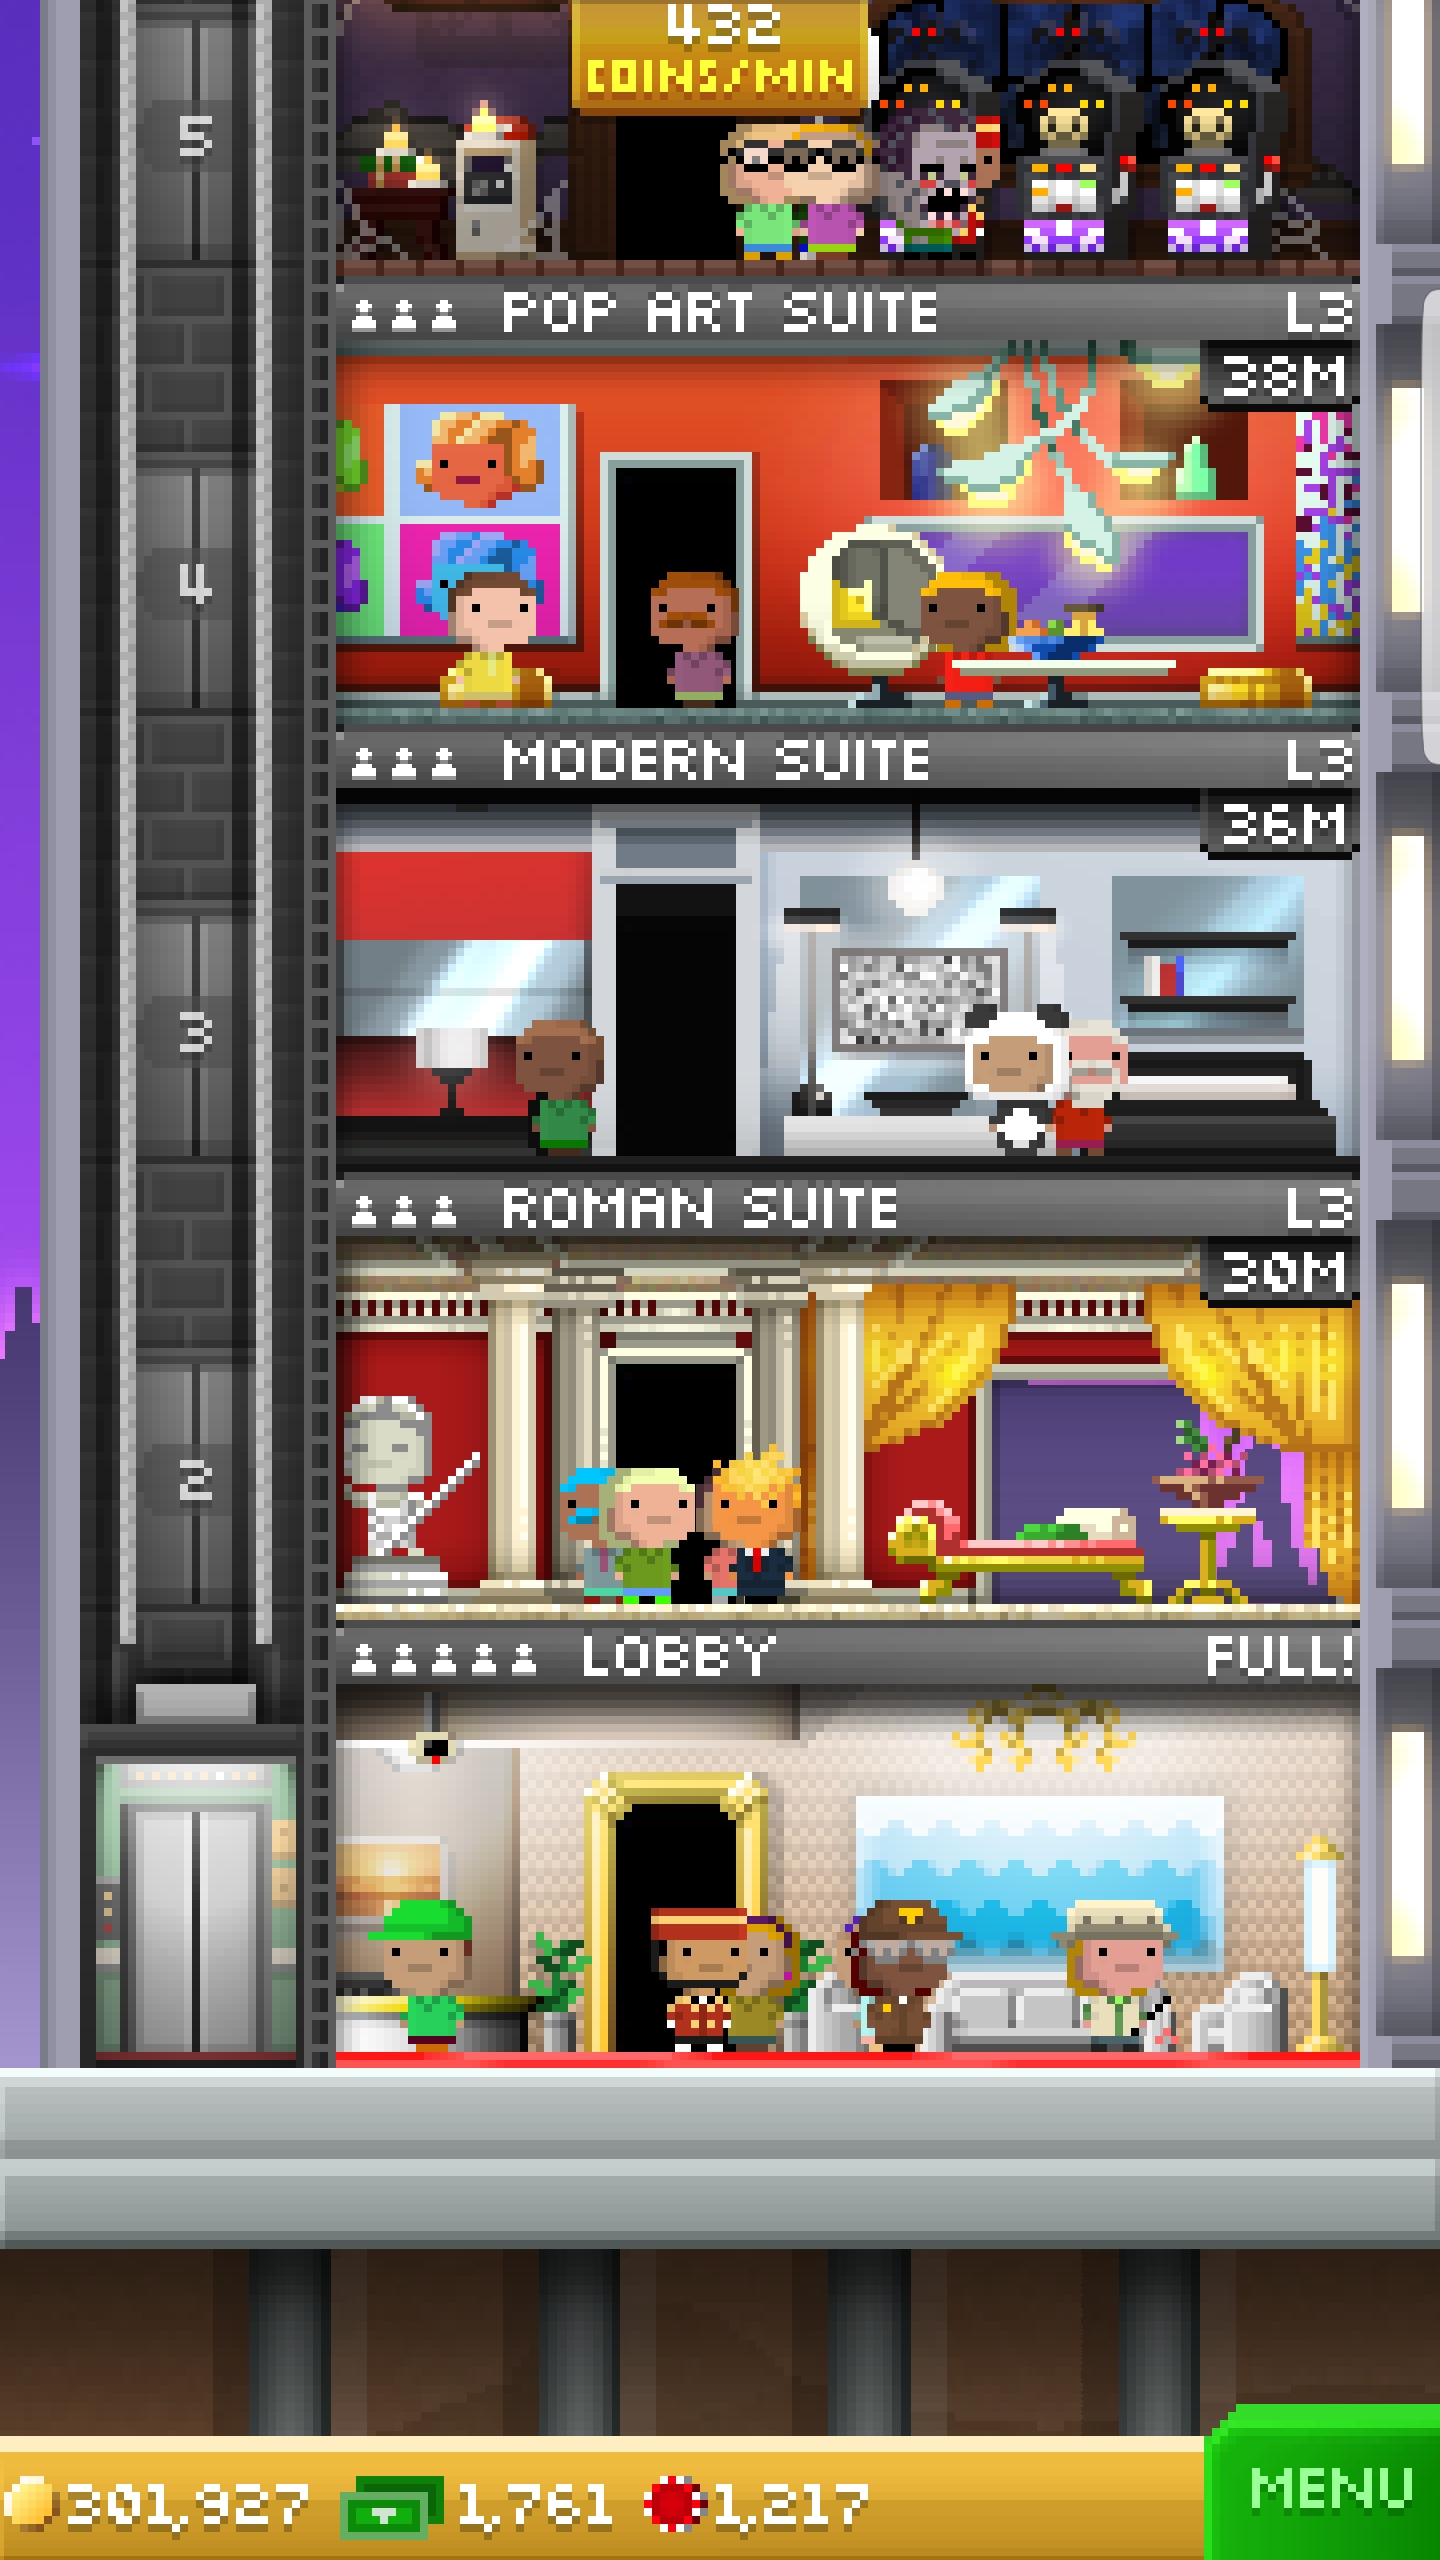 432
COINS/MIN
5
POP ART SUITE L3
38M
4
MODERN SUITE L3
36M
3
ROMAN SUITE L3
30M
2
LOBBY FULL!
301,927 1,761 1,217 MENU